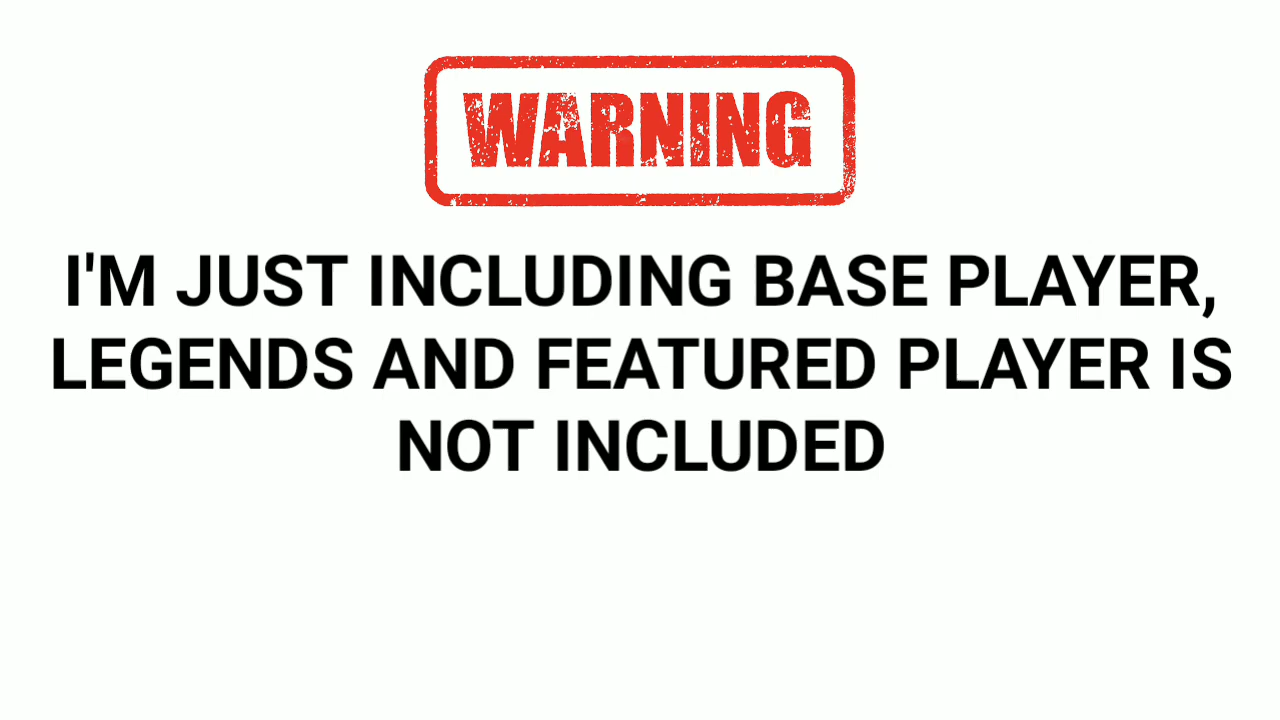 WARNING
I'M JUST INCLUDING BASE PLAYER,
LEGENDS AND FEATURED PLAYER IS
NOT INCLUDED